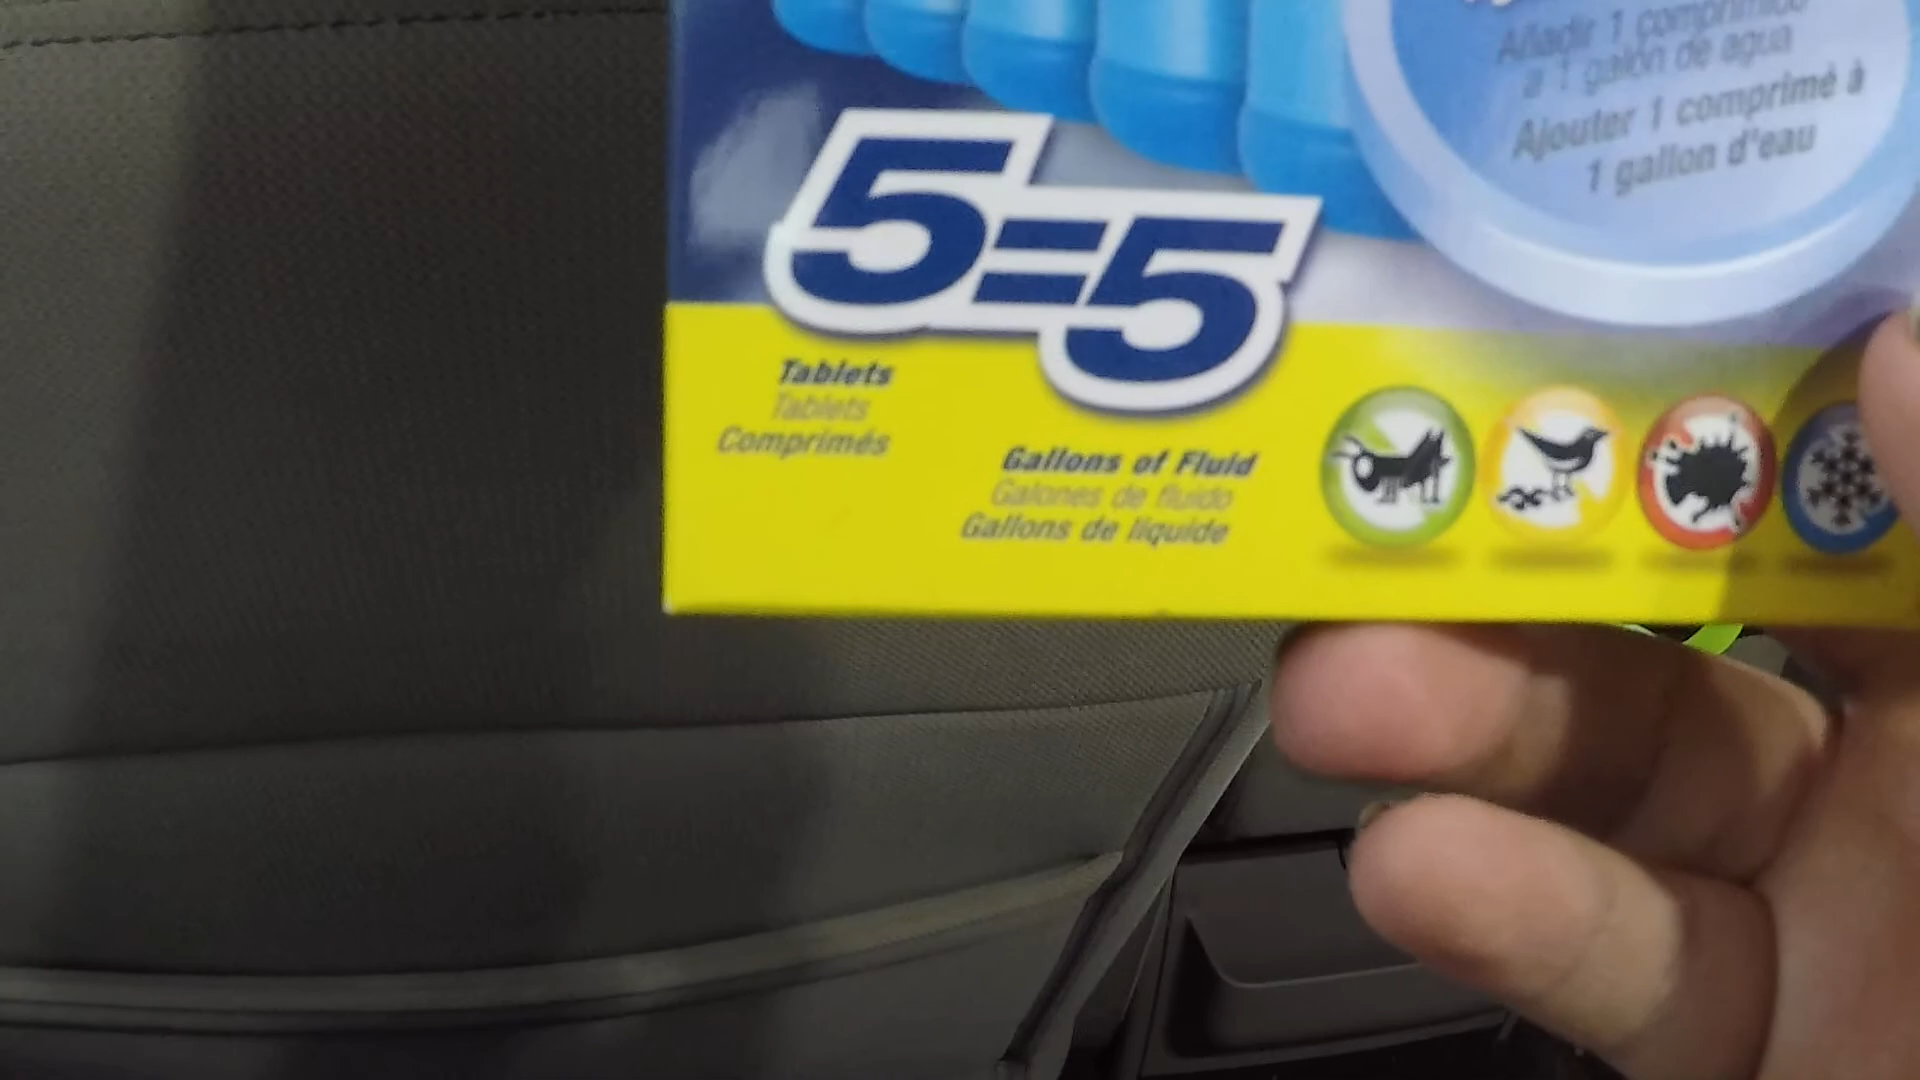 Añadir 1 comprimido
a 1 galón de agua
Ajouter 1 comprimé à
1 gallon d'eau
5=5
Tablets
Tablets
Comprimés
Gallons of Fluid
Galones de fluido
Gallons de liquide